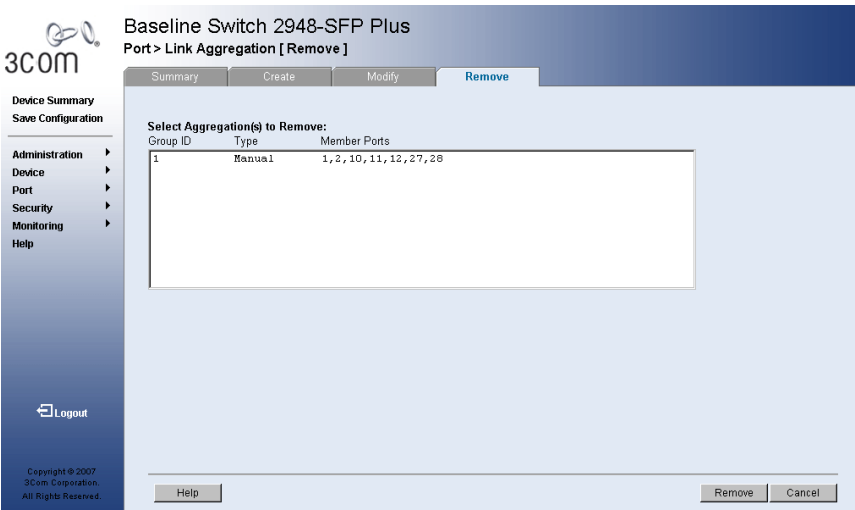 3COM
Baseline Switch 2948-SFP Plus
Port > Link Aggregation [ Remove ]
Summary Create Modify Remove
Device Summary
Save Configuration
Administration
Device
Port
Security
Monitoring
Help
Select Aggregation(s) to Remove:
Group ID Type Member Ports
1 Manual 1,2,10,11,12,27,28
Logout
Copyright © 2007
3Com Corporation.
All Rights Reserved.
Help Remove Cancel